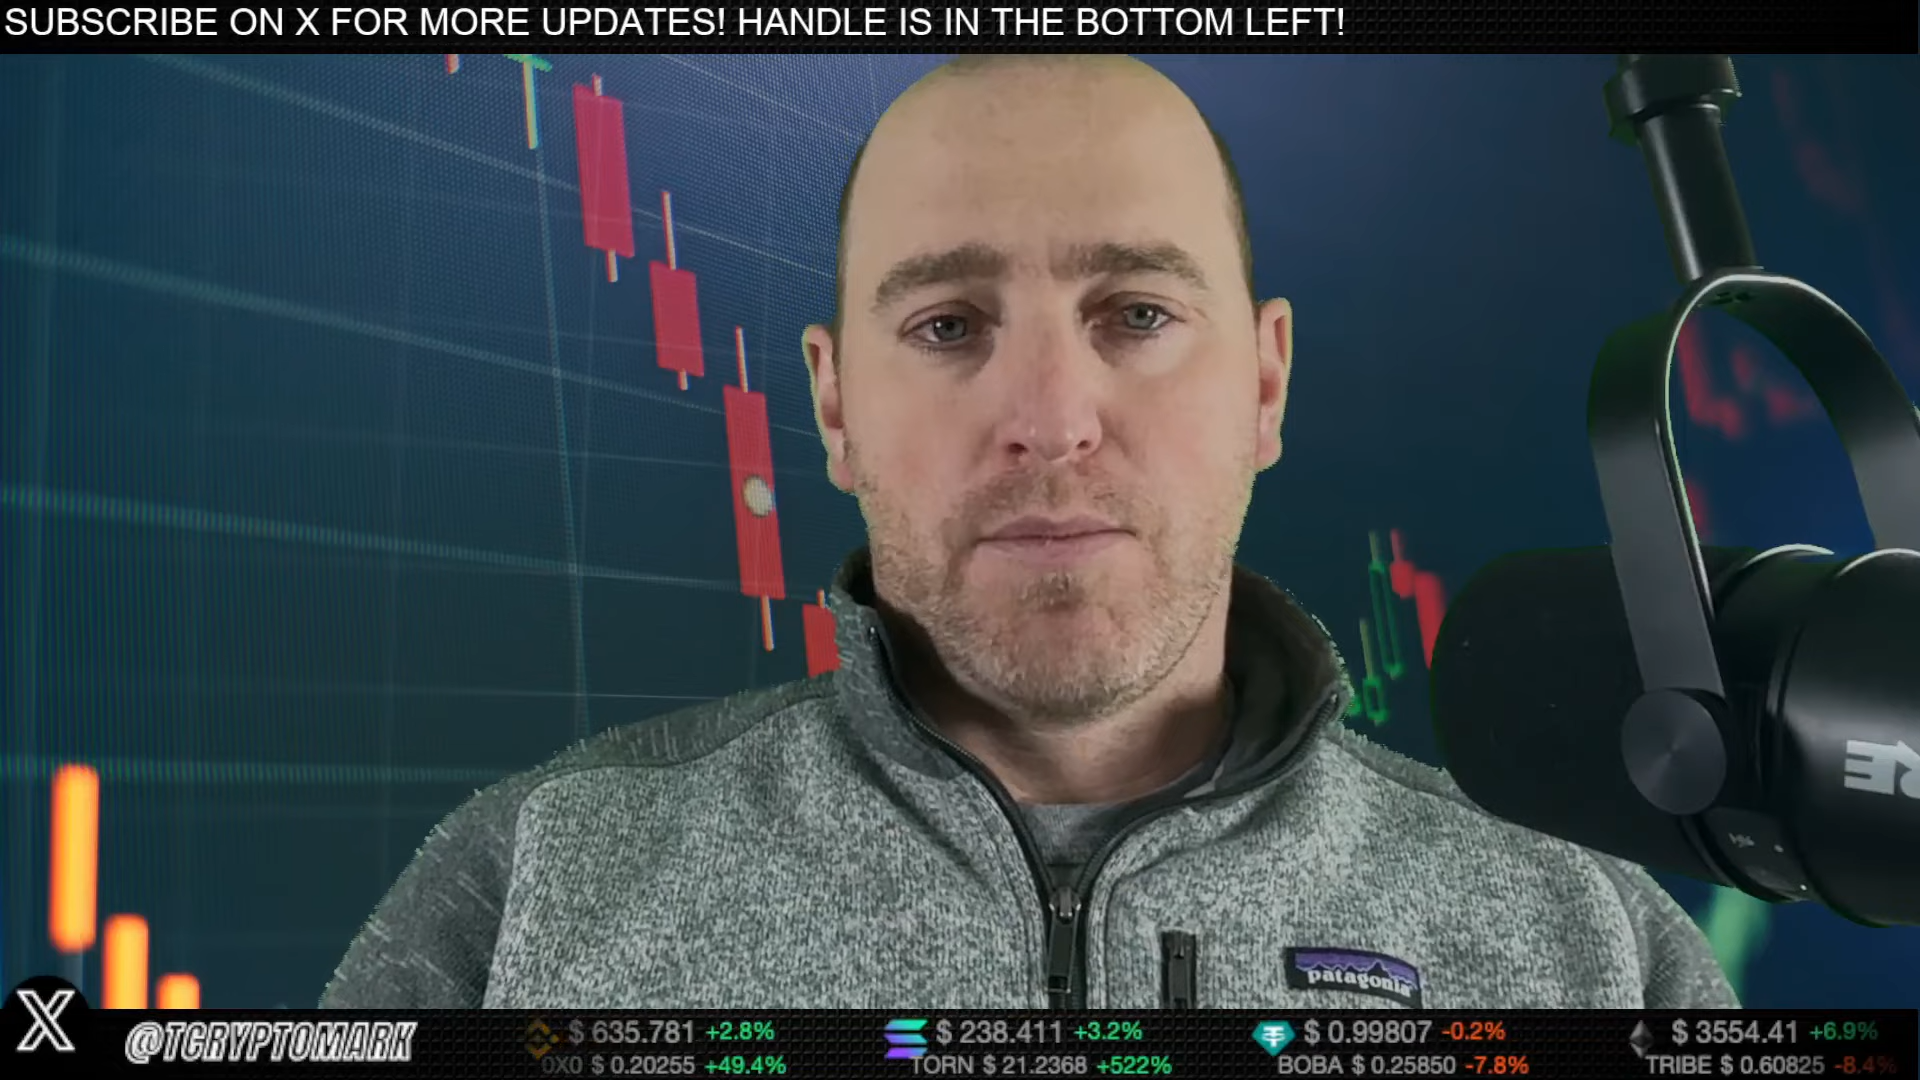 SUBSCRIBE ON X FOR MORE UPDATES! HANDLE IS IN THE BOTTOM LEFT!
patagonia
X @TCRYPTOMARK
$ 635.781 +2.8% $ 238.411 +3.2% $ 0.99807 -0.2% $ 3554.41 +6.9%
0X0 $ 0.20255 +49.4% TORN $ 21.2368 +522% BOBA $ 0.25850 -7.8% TRIBE $ 0.60825 -8.4%